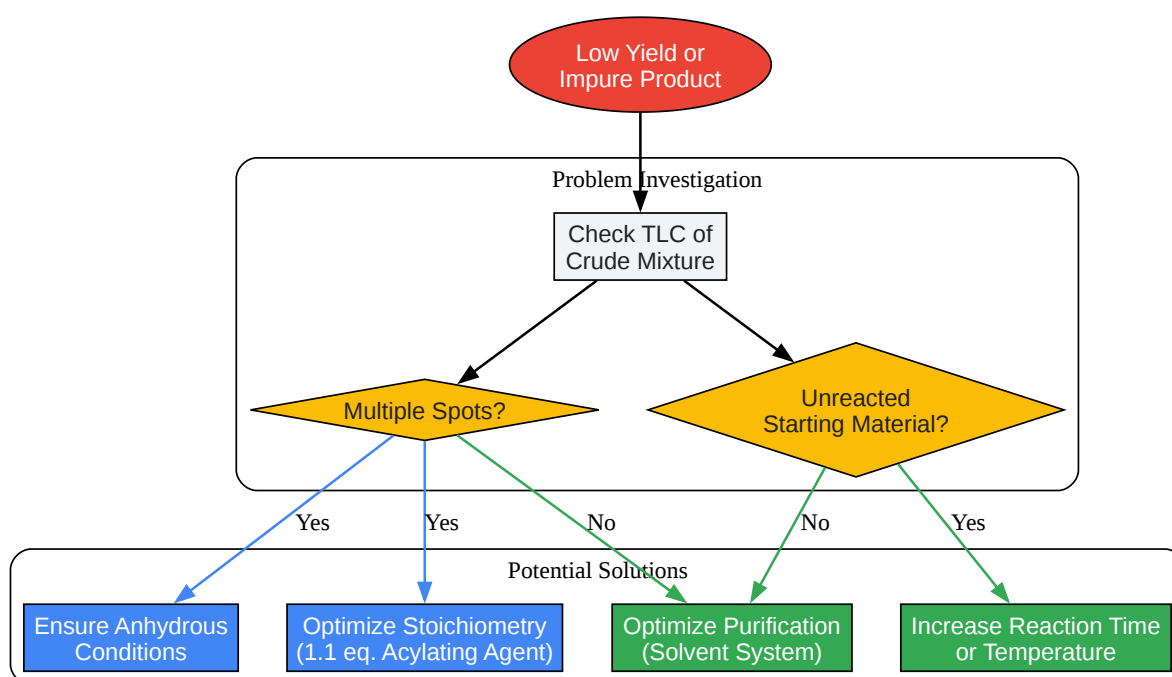 Low Yield or
Impure Product
Problem Investigation
Check TLC of
Crude Mixture
Multiple Spots?
Unreacted
Starting Material?
Yes
Yes
No
No
Yes
Potential Solutions
Ensure Anhydrous
Conditions
Optimize Stoichiometry
(1.1 eq. Acylating Agent)
Optimize Purification
(Solvent System)
Increase Reaction Time
or Temperature